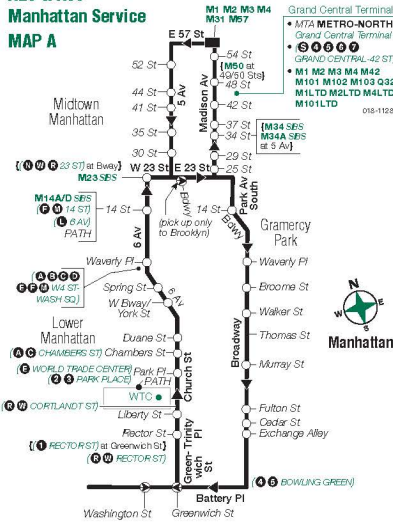 Manhattan Service
MAP A
M1 M2 M3 M4
M31 M57
Grand Central Terminal
• MTA METRO-NORTH
Grand Central Terminal
• (S 4 5 6 7
GRAND CENTRAL-42 ST)
• M1 M2 M3 M4 M42
M101 M102 M103 Q32
M1LTD M2LTD M4LTD
M101LTD
018-1128
E 57 St
54 St
{M50 at
49/50 Sts}
48 St
42 St
37 St
34 St
{M34 SBS
M34A SBS
at 5 Av}
29 St
25 St
52 St
44 St
41 St
35 St
30 St
5 Av
Madison Av
Midtown
Manhattan
{(N W R 23 ST) at Bway}
M23 SBS
W 23 St
E 23 St
M14A/D SBS
(F M 14 ST)
(L 6 AV)
PATH
14 St
Bdwy
(pick up only
to Brooklyn)
14 St
Bdwy
Park Av
South
Gramercy
Park
6 Av
Waverly Pl
(A B C D
E F M W4 ST-
WASH SQ)
Spring St
6 Av
W Bway/
York St
Waverly Pl
Broome St
Walker St
Thomas St
Murray St
Broadway
N
W
E
S
Manhattan
Lower
Manhattan
Duane St
(A C CHAMBERS ST)
Chambers St
(E WORLD TRADE CENTER)
(2 3 PARK PLACE)
Park Pl
PATH
Church St
WTC
(R W CORTLANDT ST)
Liberty St
Rector St
{(1 RECTOR ST) at Greenwich St}
(R W RECTOR ST)
Trinity
Pl
Green-
wich
St
Fulton St
Cedar St
Exchange Alley
(4 5 BOWLING GREEN)
Battery Pl
Washington St
Greenwich St